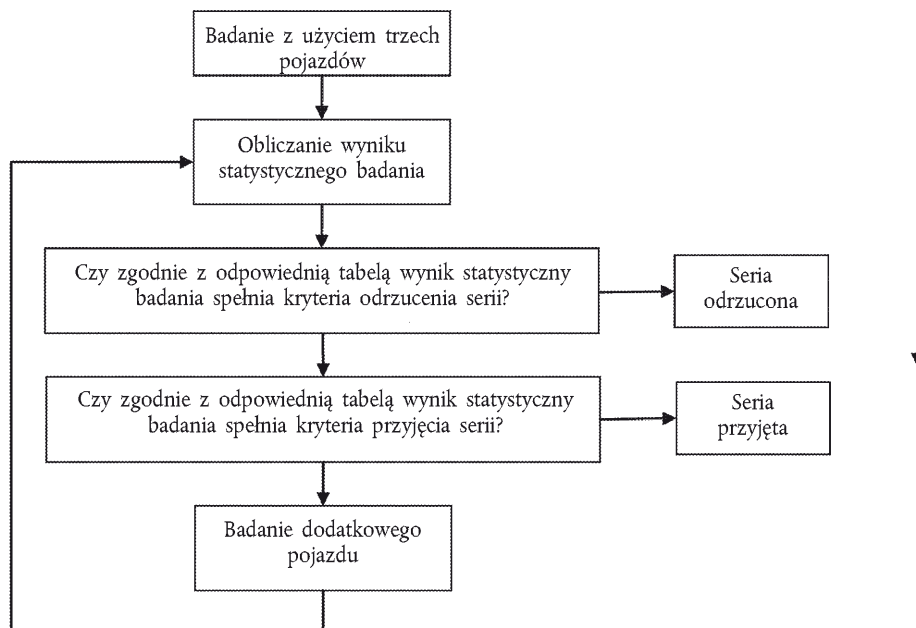 Badanie z użyciem trzech
pojazdów
Obliczanie wyniku
statystycznego badania
Czy zgodnie z odpowiednią tabelą wynik statystyczny
badania spełnia kryteria odrzucenia serii?
Seria
odrzucona
Czy zgodnie z odpowiednią tabelą wynik statystyczny
badania spełnia kryteria przyjęcia serii?
Seria
przyjęta
Badanie dodatkowego
pojazdu